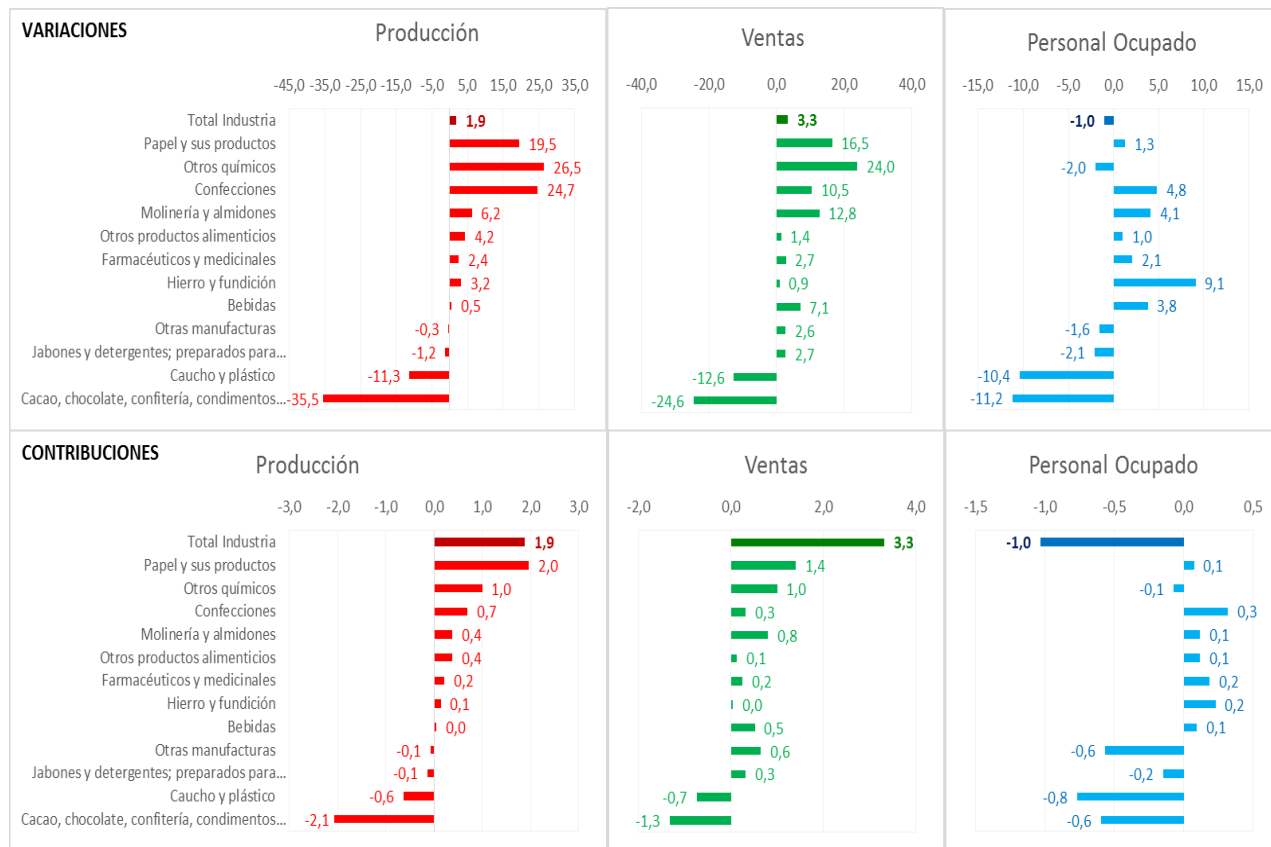 VARIACIONES
Producción
Ventas
Personal Ocupado
-45,0 -35,0 -25,0 -15,0 -5,0 5,0 15,0 25,0 35,0
-40,0 -20,0 0,0 20,0 40,0
-15,0 -10,0 -5,0 0,0 5,0 10,0 15,0
Total Industria 1,9 3,3 -1,0
Papel y sus productos 19,5 16,5 1,3
Otros químicos 26,5 24,0 -2,0
Confecciones 24,7 10,5 4,8
Molinería y almidones 6,2 12,8 4,1
Otros productos alimenticios 4,2 1,4 1,0
Farmacéuticos y medicinales 2,4 2,7 2,1
Hierro y fundición 3,2 0,9 9,1
Bebidas 0,5 7,1 3,8
Otras manufacturas -0,3 2,6 -1,6
Jabones y detergentes; preparados para... -1,2 2,7 -2,1
Caucho y plástico -11,3 -12,6 -10,4
Cacao, chocolate, confitería, condimentos... -35,5 -24,6 -11,2
CONTRIBUCIONES
Producción
Ventas
Personal Ocupado
-3,0 -2,0 -1,0 0,0 1,0 2,0 3,0
-2,0 0,0 2,0 4,0
-1,5 -1,0 -0,5 0,0 0,5
Total Industria 1,9 3,3 -1,0
Papel y sus productos 2,0 1,4 0,1
Otros químicos 1,0 1,0 -0,1
Confecciones 0,7 0,3 0,3
Molinería y almidones 0,4 0,8 0,1
Otros productos alimenticios 0,4 0,1 0,1
Farmacéuticos y medicinales 0,2 0,2 0,2
Hierro y fundición 0,1 0,0 0,2
Bebidas 0,0 0,5 0,1
Otras manufacturas -0,1 0,6 -0,6
Jabones y detergentes; preparados para... -0,1 0,3 -0,2
Caucho y plástico -0,6 -0,7 -0,8
Cacao, chocolate, confitería, condimentos... -2,1 -1,3 -0,6